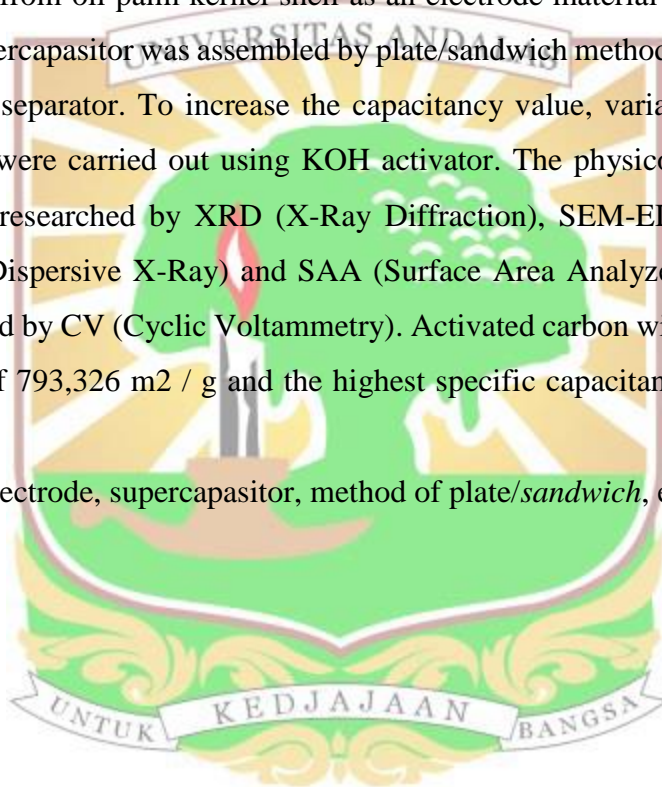 from oil palm kernel shell as an electrode material
ercapasitor was assembled by plate/sandwich method
separator. To increase the capacitancy value, varia
were carried out using KOH activator. The physico
researched by XRD (X-Ray Diffraction), SEM-E
Dispersive X-Ray) and SAA (Surface Area Analyze
d by CV (Cyclic Voltammetry). Activated carbon wi
f 793,326 m2 / g and the highest specific capacitan
ectrode, supercapasitor, method of plate/sandwich, e
UNIVERSITAS ANDALAS
UNTUK KEDJAJAAN BANGSA